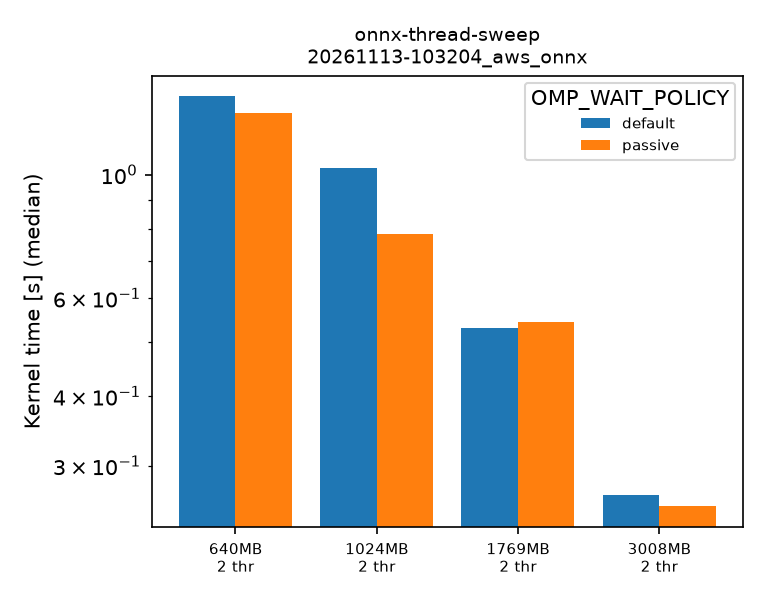 onnx-thread-sweep
20261113-103204_aws_onnx
OMP_WAIT_POLICY
default
passive
Kernel time [s] (median)
10⁰
6 × 10⁻¹
4 × 10⁻¹
3 × 10⁻¹
640MB
2 thr
1024MB
2 thr
1769MB
2 thr
3008MB
2 thr